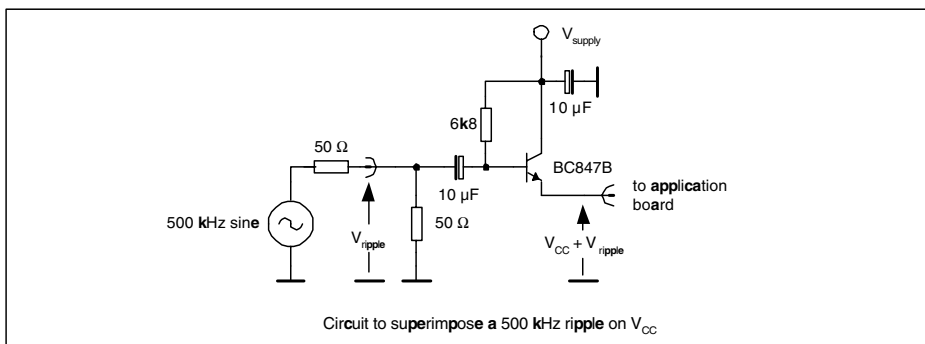 V_supply
10 µF
6k8
50 Ω
BC847B
to application
board
10 µF
50 Ω
500 kHz sine
V_ripple
V_CC + V_ripple
Circuit to superimpose a 500 kHz ripple on V_CC